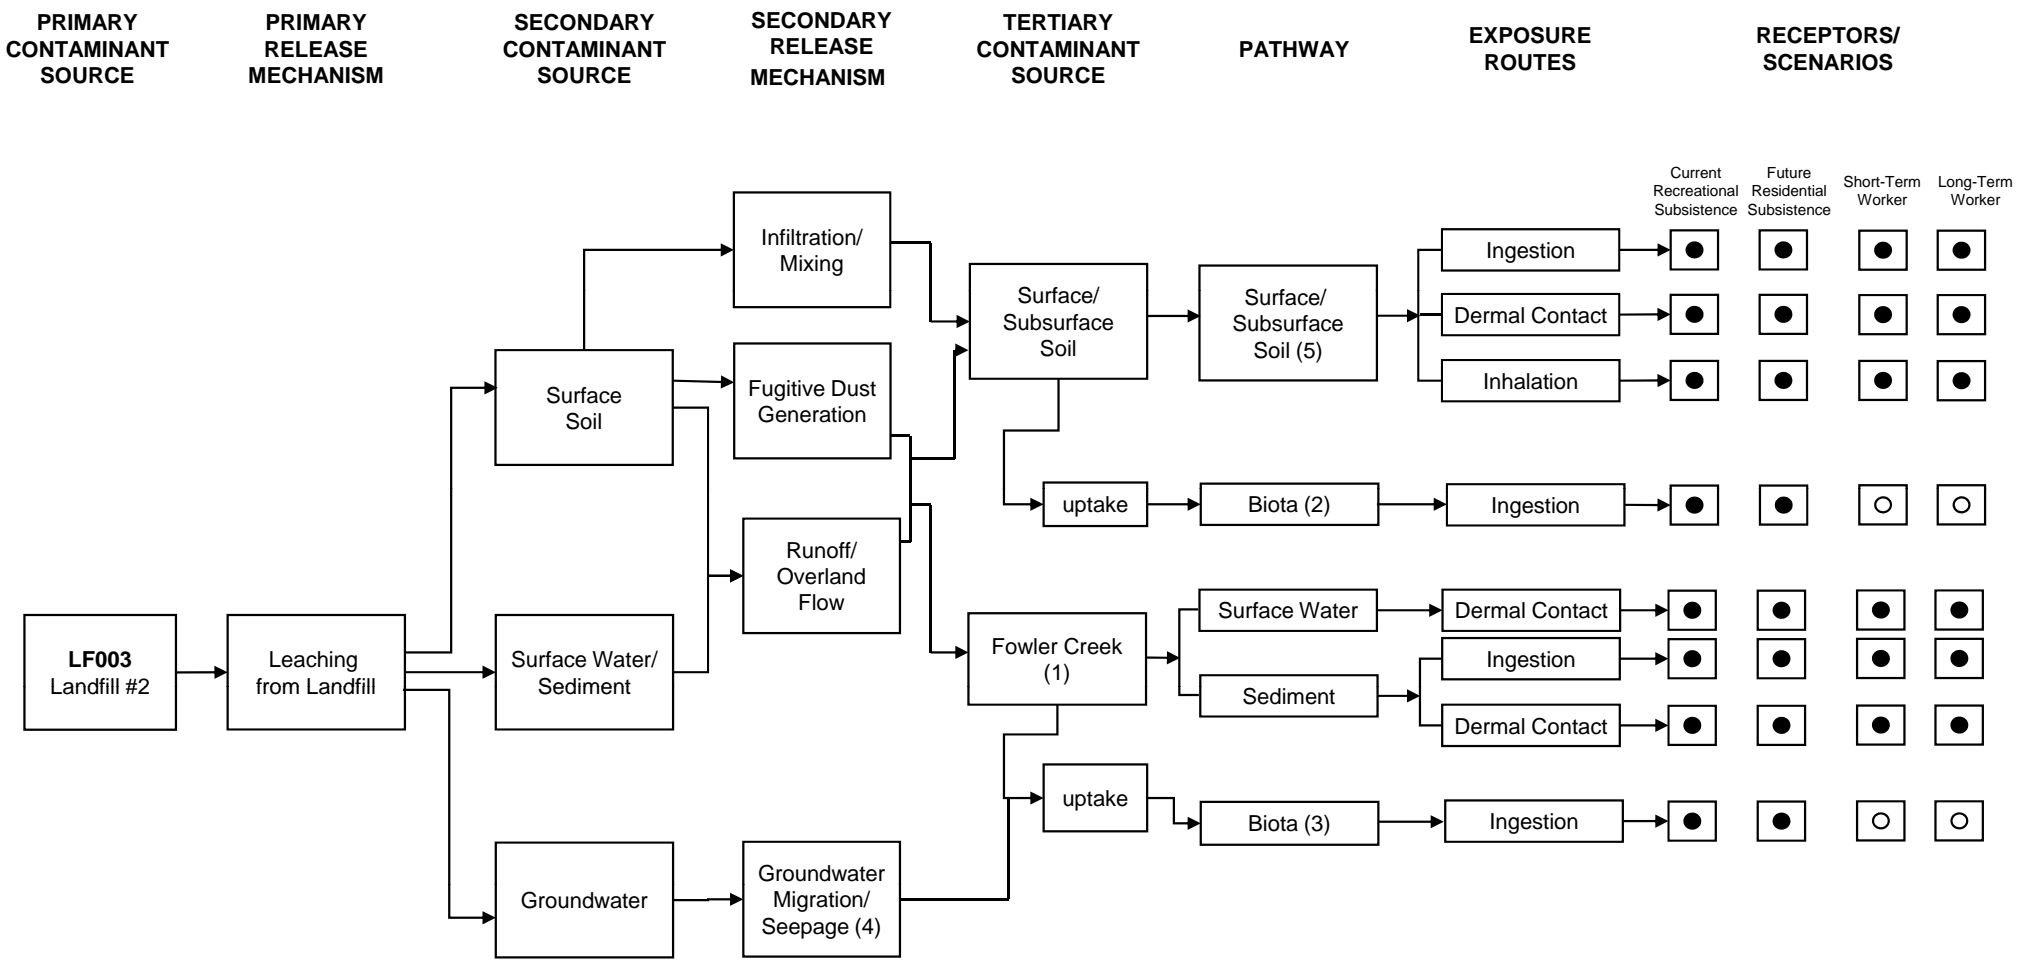 PRIMARY
CONTAMINANT
SOURCE
PRIMARY
RELEASE
MECHANISM
SECONDARY
CONTAMINANT
SOURCE
SECONDARY
RELEASE
MECHANISM
TERTIARY
CONTAMINANT
SOURCE
PATHWAY
EXPOSURE
ROUTES
RECEPTORS/
SCENARIOS
Current
Recreational
Subsistence
Future
Residential
Subsistence
Short-Term
Worker
Long-Term
Worker
LF003
Landfill #2
Leaching
from Landfill
Surface
Soil
Surface Water/
Sediment
Groundwater
Infiltration/
Mixing
Fugitive Dust
Generation
Runoff/
Overland
Flow
Groundwater
Migration/
Seepage (4)
Surface/
Subsurface
Soil
uptake
Fowler Creek
(1)
uptake
Surface/
Subsurface
Soil (5)
Biota (2)
Surface Water
Sediment
Biota (3)
Ingestion
Dermal Contact
Inhalation
Ingestion
Dermal Contact
Ingestion
Dermal Contact
Ingestion